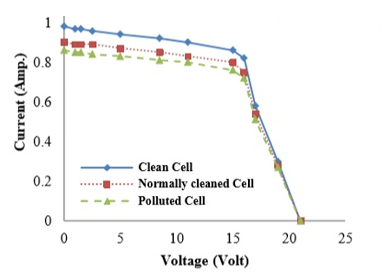 1
0.8
0.6
0.4
0.2
0
Current (Amp.)
Clean Cell
Normally cleaned Cell
Polluted Cell
0 5 10 15 20 25
Voltage (Volt)